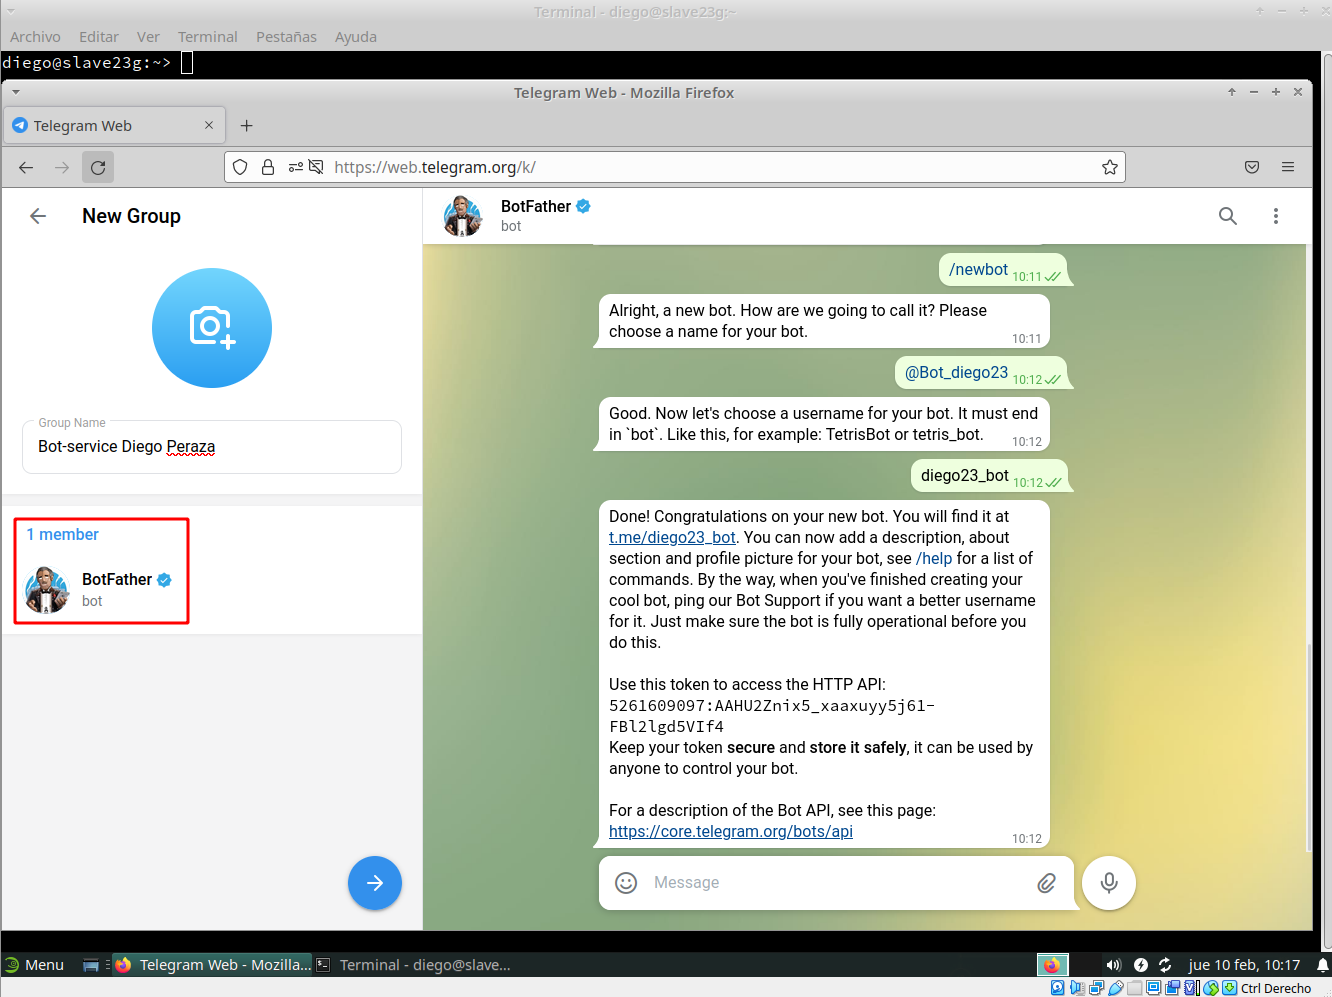 Terminal - diego@slave23g:~
Archivo Editar Ver Terminal Pestañas Ayuda
diego@slave23g:~>
Telegram Web - Mozilla Firefox
Telegram Web
https://web.telegram.org/k/
New Group
Group Name
Bot-service Diego Peraza
1 member
BotFather
bot
BotFather
bot
/newbot 10:11
Alright, a new bot. How are we going to call it? Please
choose a name for your bot.
10:11
@Bot_diego23 10:12
Good. Now let's choose a username for your bot. It must end
in `bot`. Like this, for example: TetrisBot or tetris_bot.
10:12
diego23_bot 10:12
Done! Congratulations on your new bot. You will find it at
t.me/diego23_bot. You can now add a description, about
section and profile picture for your bot, see /help for a list of
commands. By the way, when you've finished creating your
cool bot, ping our Bot Support if you want a better username
for it. Just make sure the bot is fully operational before you
do this.
Use this token to access the HTTP API:
5261609097:AAHU2Znix5_xaaxuyy5j61-
FBl2lgd5VIf4
Keep your token secure and store it safely, it can be used by
anyone to control your bot.
For a description of the Bot API, see this page:
https://core.telegram.org/bots/api
10:12
Message
Menu
Telegram Web - Mozilla...
Terminal - diego@slave...
jue 10 feb, 10:17
Ctrl Derecho